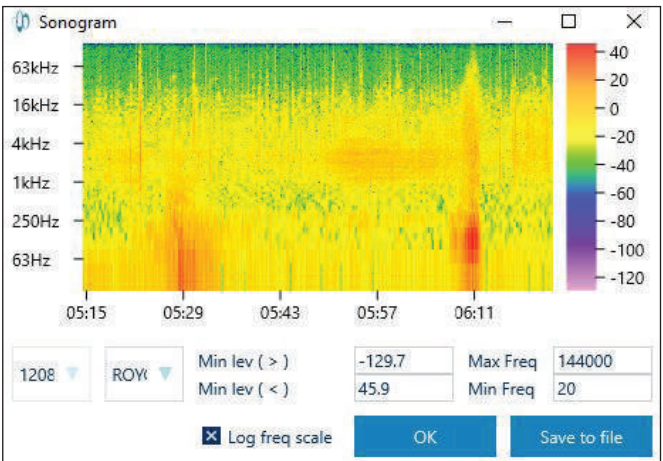 Sonogram
63kHz
16kHz
4kHz
1kHz
250Hz
63Hz
05:15 05:29 05:43 05:57 06:11
40
20
0
-20
-40
-60
-80
-100
-120
1208 Min lev ( > ) -129.7 Max Freq 144000
Min lev ( < ) 45.9 Min Freq 20
Log freq scale OK Save to file